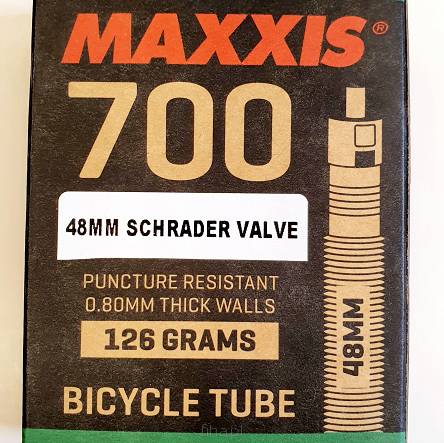 MAXXIS®
700
48MM SCHRADER VALVE
PUNCTURE RESISTANT
0.80MM THICK WALLS
126 GRAMS
48MM
BICYCLE TUBE